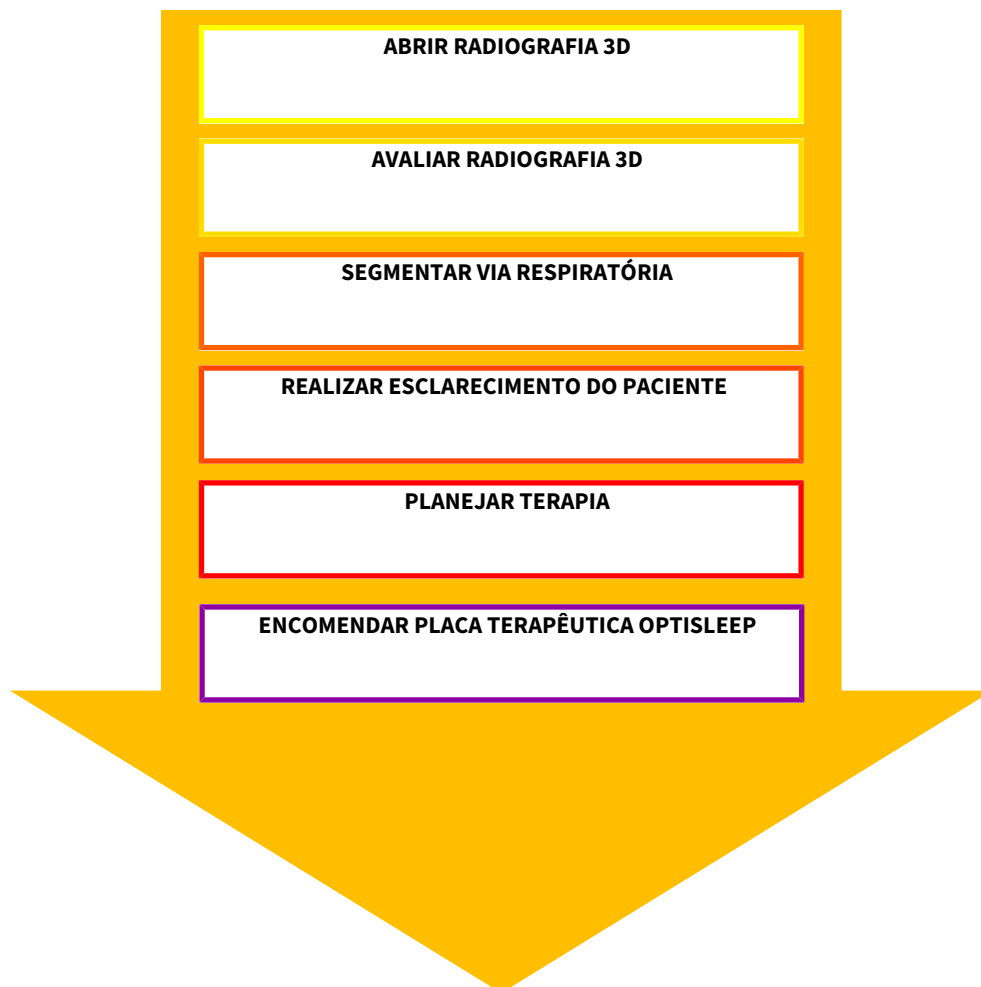 ABRIR RADIOGRAFIA 3D
AVALIAR RADIOGRAFIA 3D
SEGMENTAR VIA RESPIRATÓRIA
REALIZAR ESCLARECIMENTO DO PACIENTE
PLANEJAR TERAPIA
ENCOMENDAR PLACA TERAPÊUTICA OPTISLEEP